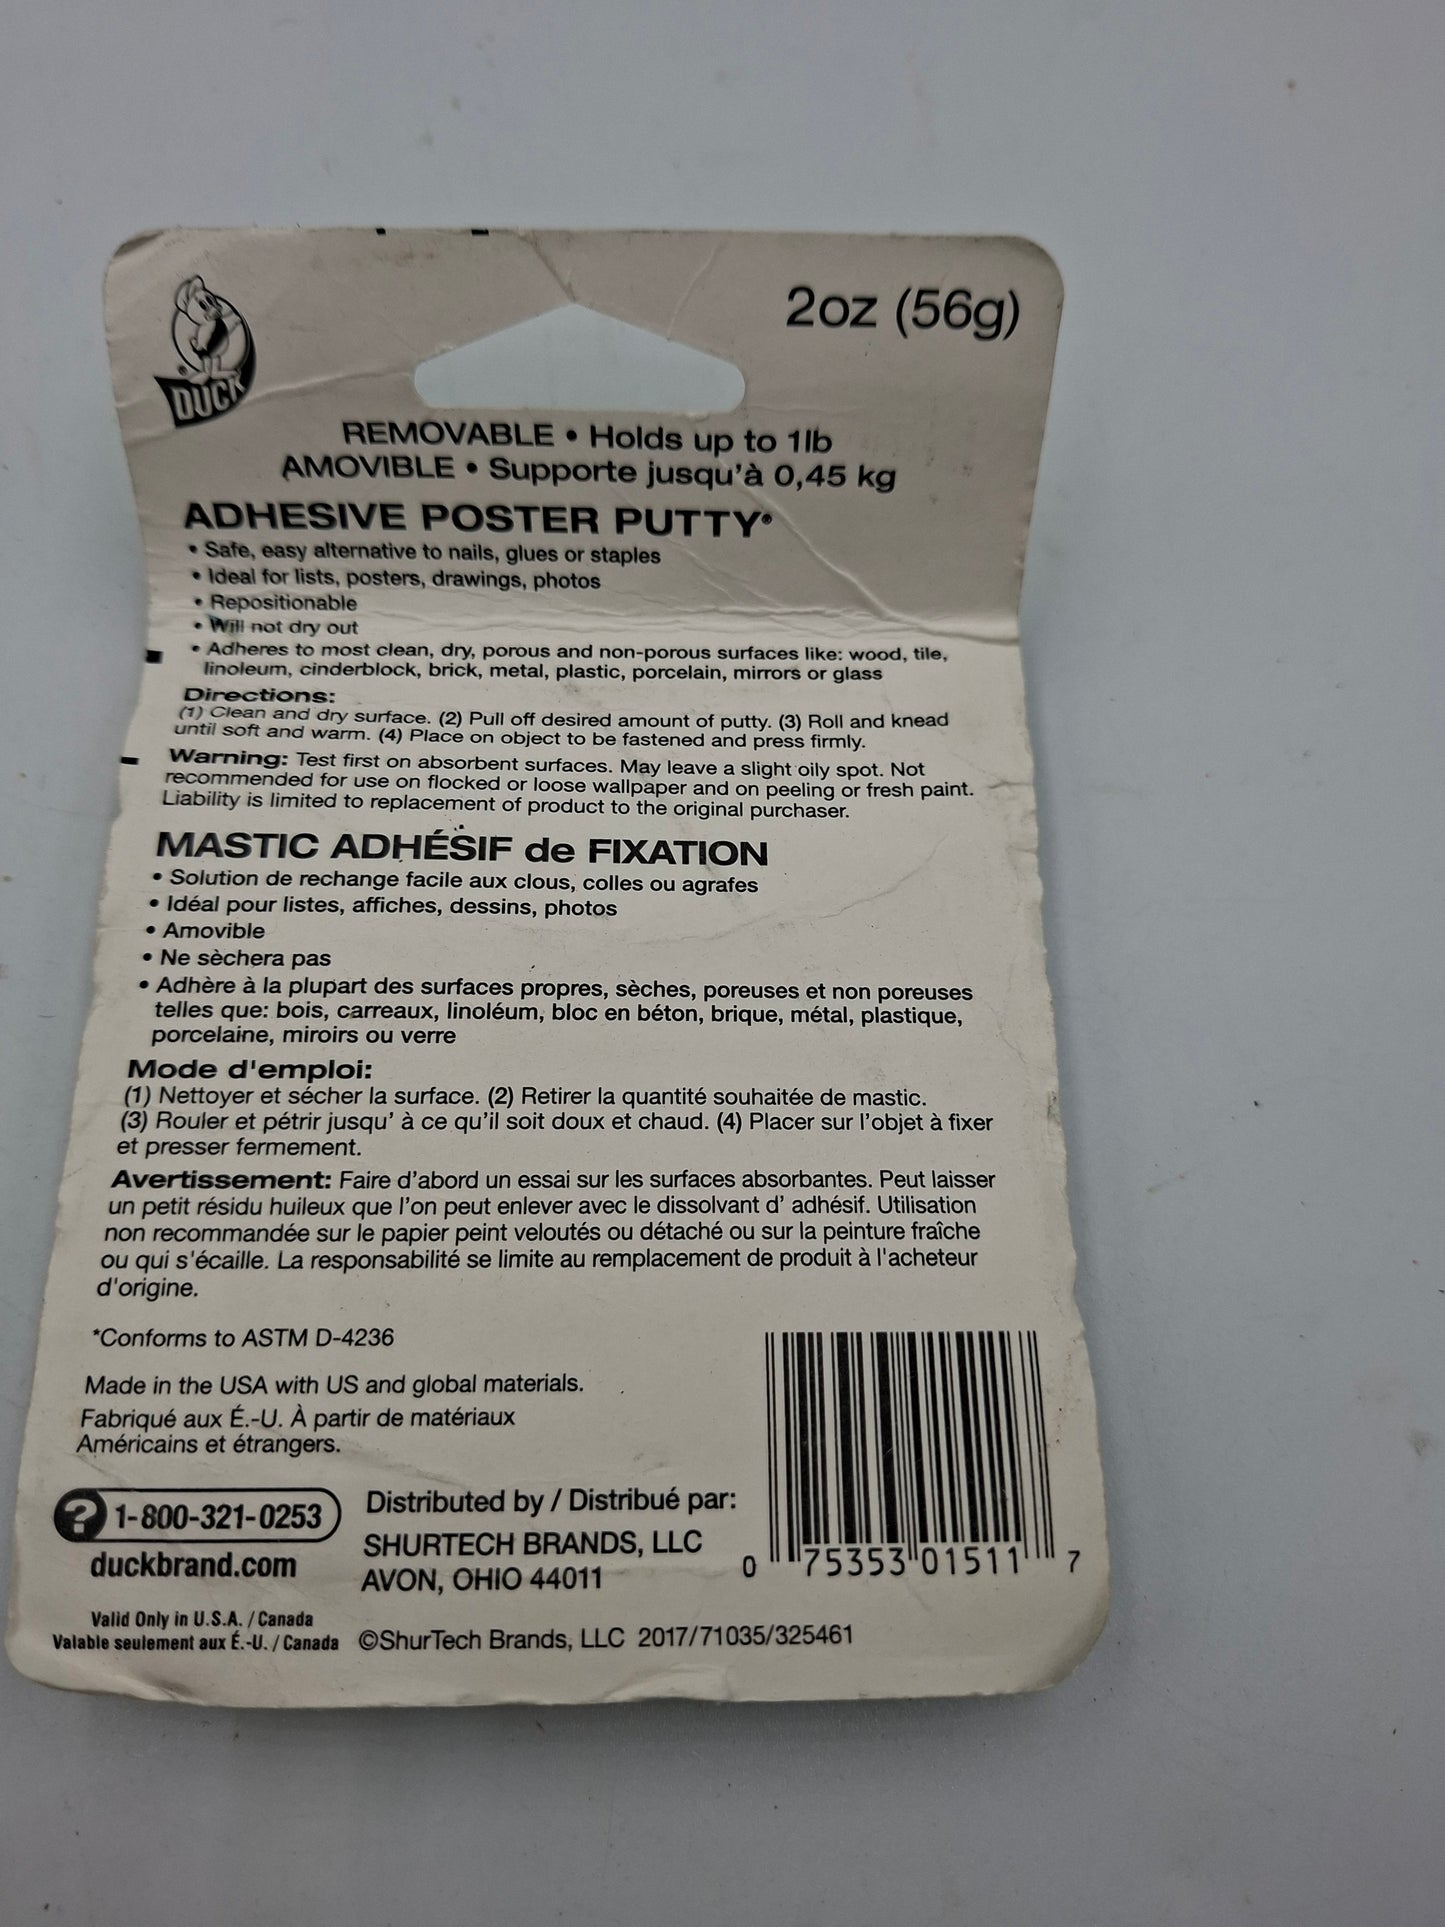 DUCK
2oz (56g)
REMOVABLE • Holds up to 1lb
AMOVIBLE • Supporte jusqu'à 0,45 kg
ADHESIVE POSTER PUTTY*
• Safe, easy alternative to nails, glues or staples
• Ideal for lists, posters, drawings, photos
• Repositionable
• Will not dry out
• Adheres to most clean, dry, porous and non-porous surfaces like: wood, tile,
linoleum, cinderblock, brick, metal, plastic, porcelain, mirrors or glass
Directions:
(1) Clean and dry surface. (2) Pull off desired amount of putty. (3) Roll and knead
until soft and warm. (4) Place on object to be fastened and press firmly.
Warning: Test first on absorbent surfaces. May leave a slight oily spot. Not
recommended for use on flocked or loose wallpaper and on peeling or fresh paint.
Liability is limited to replacement of product to the original purchaser.
MASTIC ADHÉSIF de FIXATION
• Solution de rechange facile aux clous, colles ou agrafes
• Idéal pour listes, affiches, dessins, photos
• Amovible
• Ne sèchera pas
• Adhère à la plupart des surfaces propres, sèches, poreuses et non poreuses
telles que: bois, carreaux, linoléum, bloc en béton, brique, métal, plastique,
porcelaine, miroirs ou verre
Mode d'emploi:
(1) Nettoyer et sécher la surface. (2) Retirer la quantité souhaitée de mastic.
(3) Rouler et pétrir jusqu' à ce qu'il soit doux et chaud. (4) Placer sur l'objet à fixer
et presser fermement.
Avertissement: Faire d'abord un essai sur les surfaces absorbantes. Peut laisser
un petit résidu huileux que l'on peut enlever avec le dissolvant d' adhésif. Utilisation
non recommandée sur le papier peint veloutés ou détaché ou sur la peinture fraîche
ou qui s'écaille. La responsabilité se limite au remplacement de produit à l'acheteur
d'origine.
*Conforms to ASTM D-4236
Made in the USA with US and global materials.
Fabriqué aux É.-U. À partir de matériaux
Américains et étrangers.
? 1-800-321-0253
duckbrand.com
Valid Only in U.S.A. / Canada
Valable seulement aux É.-U. / Canada
Distributed by / Distribué par:
SHURTECH BRANDS, LLC
AVON, OHIO 44011
©ShurTech Brands, LLC 2017/71035/325461
0 75353 01511 7